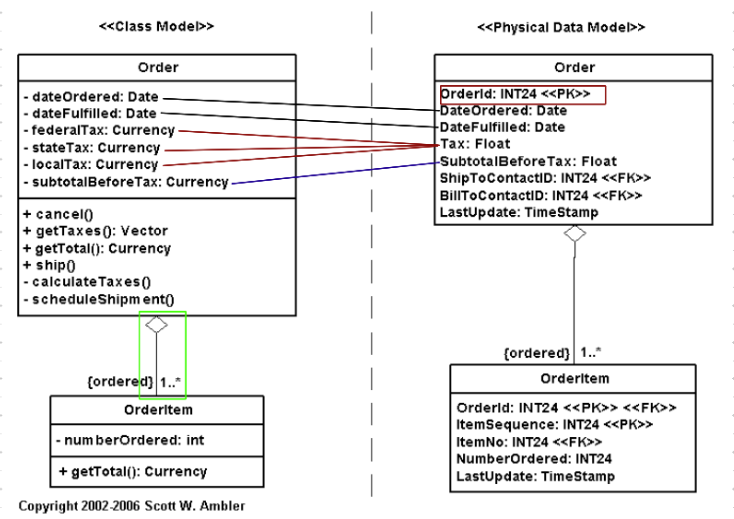 <<Class Model>>
Order
- dateOrdered: Date
- dateFulfilled: Date
- federalTax: Currency
- stateTax: Currency
- localTax: Currency
- subtotalBeforeTax: Currency
+ cancel()
+ getTaxes(): Vector
+ getTotal(): Currency
+ ship()
- calculateTaxes()
- scheduleShipment()
{ordered} 1..*
OrderItem
- numberOrdered: int
+ getTotal(): Currency
<<Physical Data Model>>
Order
OrderId: INT24 <<PK>>
DateOrdered: Date
DateFulfilled: Date
Tax: Float
SubtotalBeforeTax: Float
ShipToContactID: INT24 <<FK>>
BillToContactID: INT24 <<FK>>
LastUpdate: TimeStamp
{ordered} 1..*
OrderItem
OrderId: INT24 <<PK>> <<FK>>
ItemSequence: INT24 <<PK>>
ItemNo: INT24 <<FK>>
NumberOrdered: INT24
LastUpdate: TimeStamp
Copyright 2002-2006 Scott W. Ambler